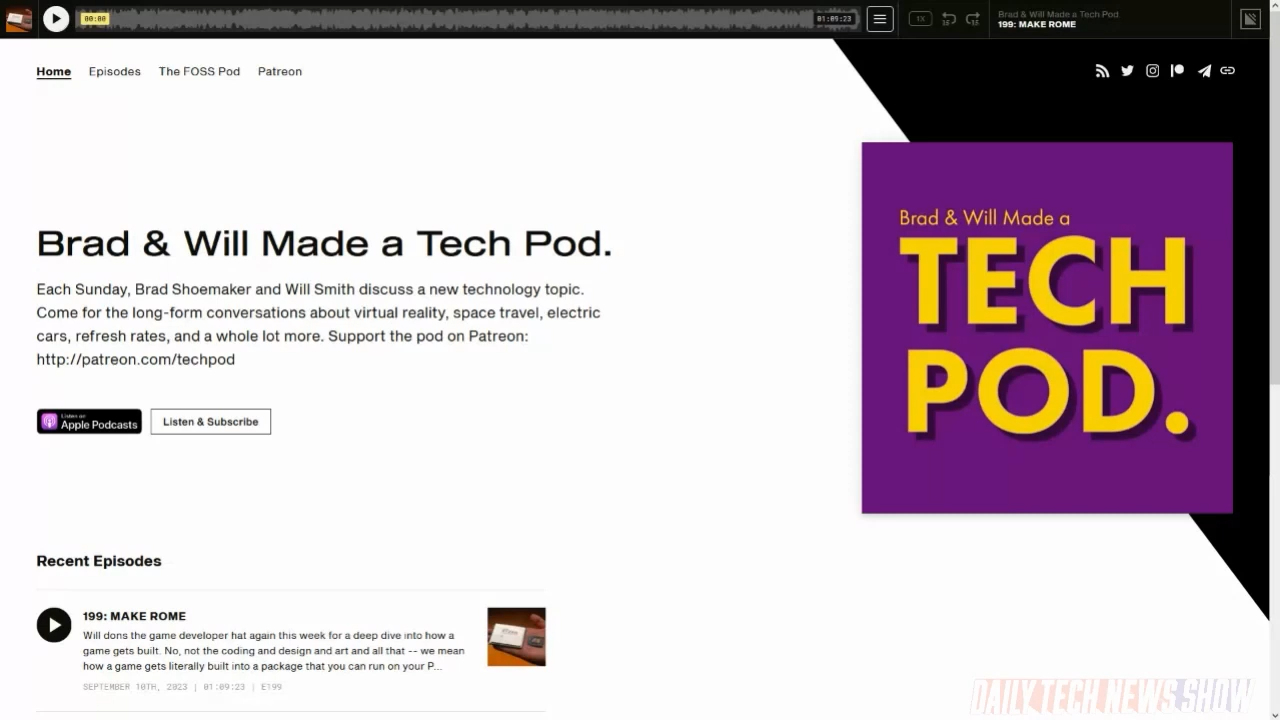 00:00
01:09:23
1X
15
15
Brad & Will Made a Tech Pod
199: MAKE ROME
Home
Episodes
The FOSS Pod
Patreon
Brad & Will Made a
TECH
POD.
Brad & Will Made a Tech Pod.
Each Sunday, Brad Shoemaker and Will Smith discuss a new technology topic.
Come for the long-form conversations about virtual reality, space travel, electric
cars, refresh rates, and a whole lot more. Support the pod on Patreon:
http://patreon.com/techpod
Listen on
Apple Podcasts
Listen & Subscribe
Recent Episodes
199: MAKE ROME
Will dons the game developer hat again this week for a deep dive into how a
game gets built. No, not the coding and design and art and all that -- we mean
how a game gets literally built into a package that you can run on your P...
SEPTEMBER 10TH, 2023 | 01:09:23 | E199
DAILY TECH NEWS SHOW